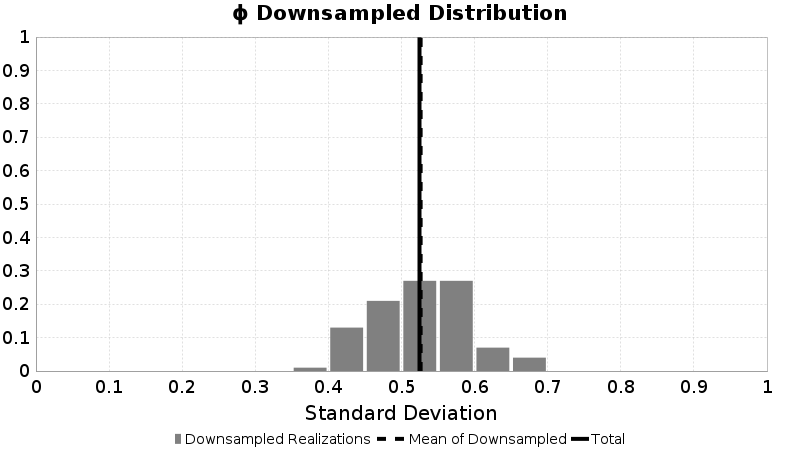 ϕ Downsampled Distribution
1
0.9
0.8
0.7
0.6
0.5
0.4
0.3
0.2
0.1
0
0 0.1 0.2 0.3 0.4 0.5 0.6 0.7 0.8 0.9 1
Standard Deviation
Downsampled Realizations Mean of Downsampled Total